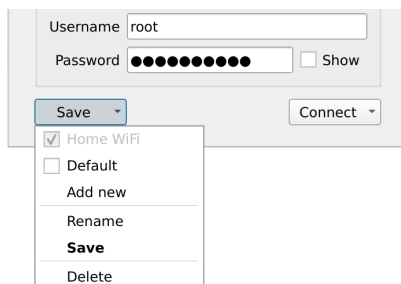 Username root
Password ●●●●●●●●●● Show
Save Connect
Home WiFi
Default
Add new
Rename
Save
Delete